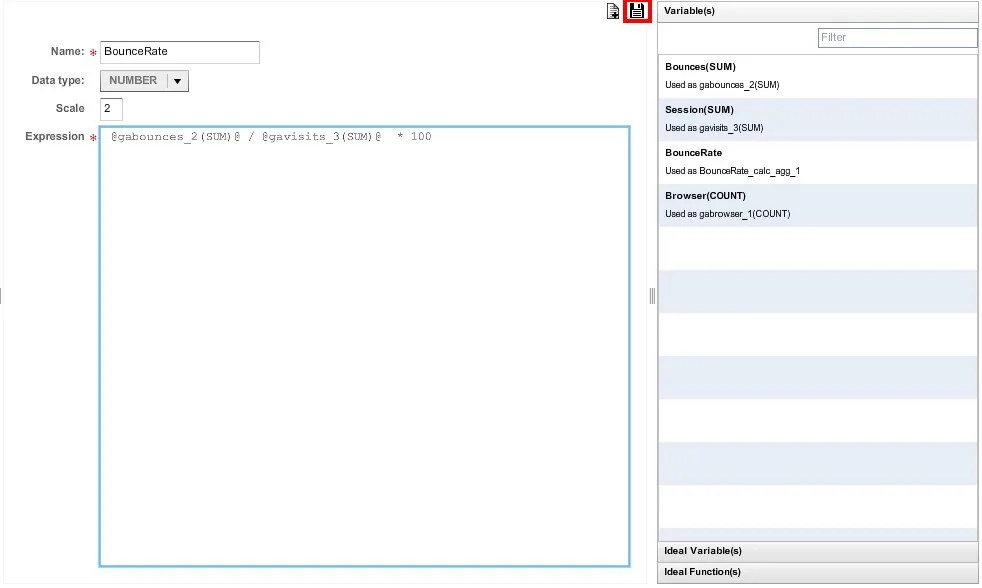 Name: * BounceRate
Data type: NUMBER
Scale 2
Expression * @gabounces_2(SUM)@ / @gavisits_3(SUM)@ * 100
Variable(s)
Filter
Bounces(SUM)
Used as gabounces_2(SUM)
Session(SUM)
Used as gavisits_3(SUM)
BounceRate
Used as BounceRate_calc_agg_1
Browser(COUNT)
Used as gabrowser_1(COUNT)
Ideal Variable(s)
Ideal Function(s)